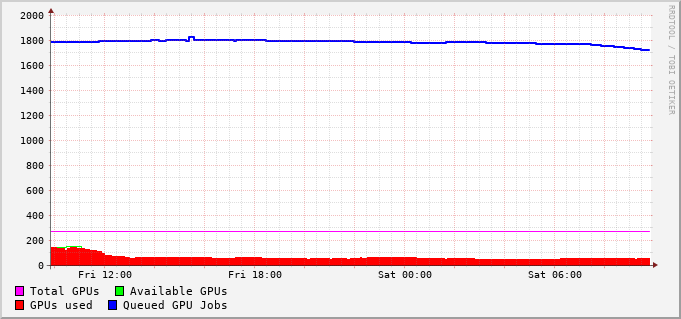 2000
1800
1600
1400
1200
1000
800
600
400
200
0
Fri 12:00 Fri 18:00 Sat 00:00 Sat 06:00
Total GPUs Available GPUs
GPUs used Queued GPU Jobs
RRDTOOL / TOBI OETIKER